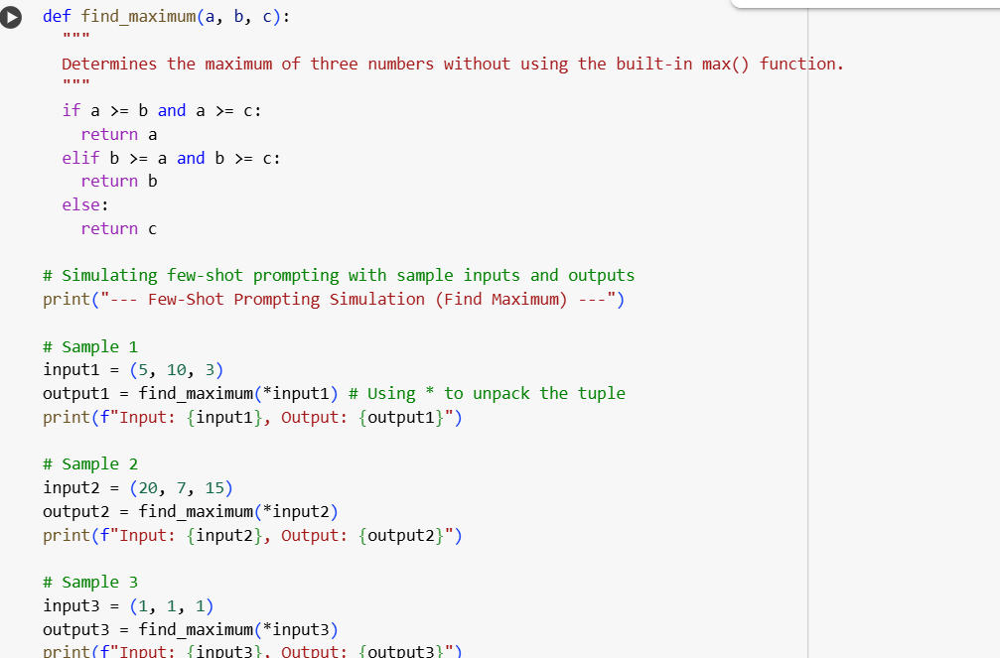 def find_maximum(a, b, c):
  """
  Determines the maximum of three numbers without using the built-in max() function.
  """
  if a >= b and a >= c:
    return a
  elif b >= a and b >= c:
    return b
  else:
    return c

# Simulating few-shot prompting with sample inputs and outputs
print("--- Few-Shot Prompting Simulation (Find Maximum) ---")

# Sample 1
input1 = (5, 10, 3)
output1 = find_maximum(*input1) # Using * to unpack the tuple
print(f"Input: {input1}, Output: {output1}")

# Sample 2
input2 = (20, 7, 15)
output2 = find_maximum(*input2)
print(f"Input: {input2}, Output: {output2}")

# Sample 3
input3 = (1, 1, 1)
output3 = find_maximum(*input3)
print(f"Input: {input3}, Output: {output3}")